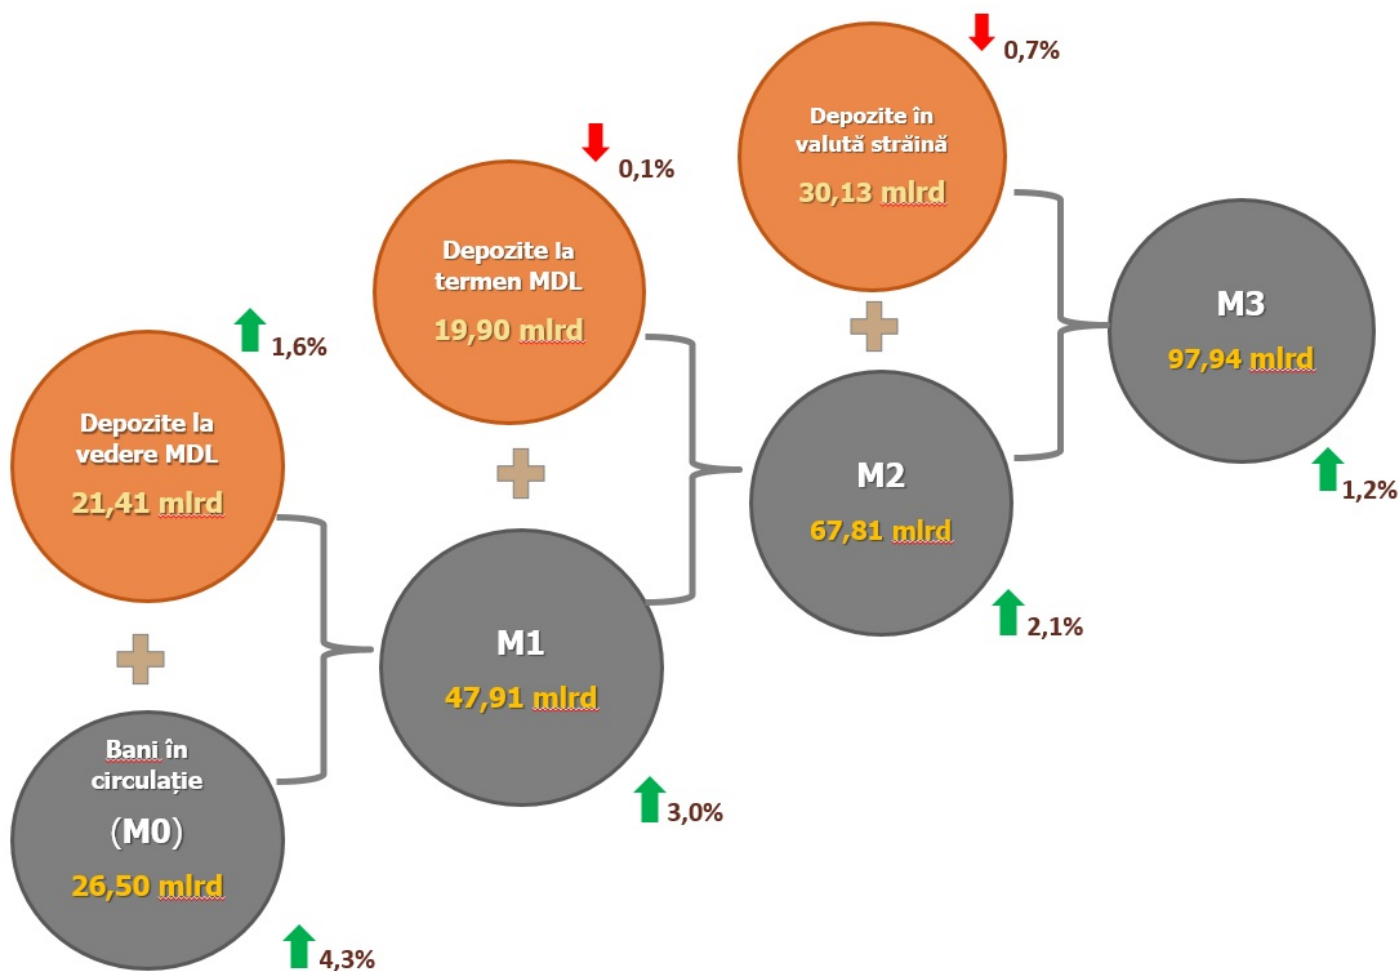 0,7%
Depozite în
valută străină
30,13 mlrd
0,1%
Depozite la
termen MDL
19,90 mlrd
M3
97,94 mlrd
1,2%
1,6%
Depozite la
vedere MDL
21,41 mlrd
M2
67,81 mlrd
2,1%
M1
47,91 mlrd
3,0%
Bani în
circulație
(M0)
26,50 mlrd
4,3%